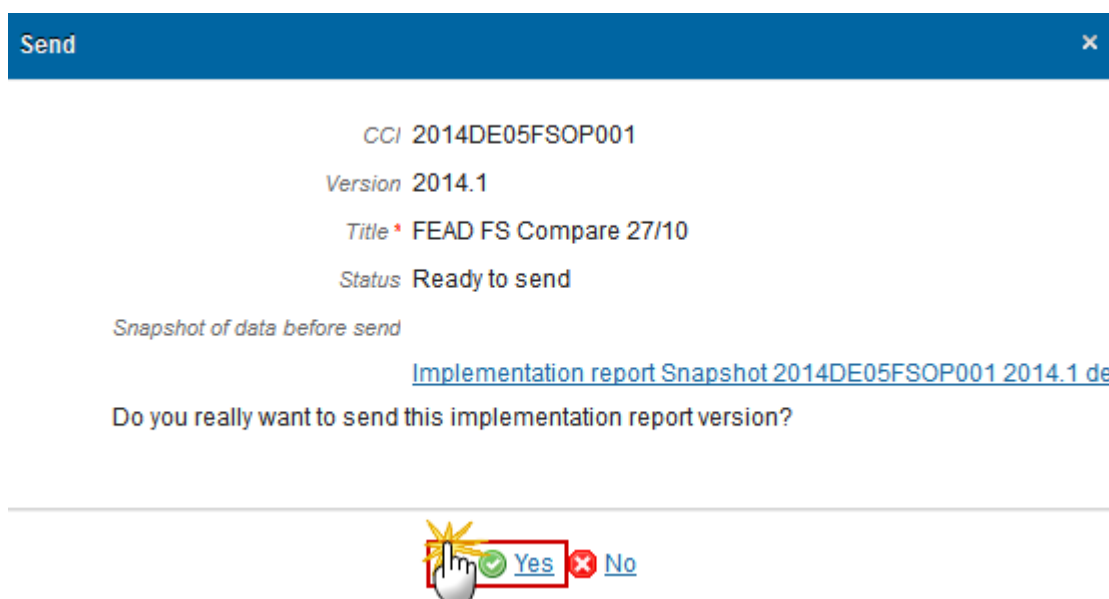 Send
CCI 2014DE05FSOP001
Version 2014.1
Title * FEAD FS Compare 27/10
Status Ready to send
Snapshot of data before send
Implementation report Snapshot 2014DE05FSOP001 2014.1 de
Do you really want to send this implementation report version?
Yes No